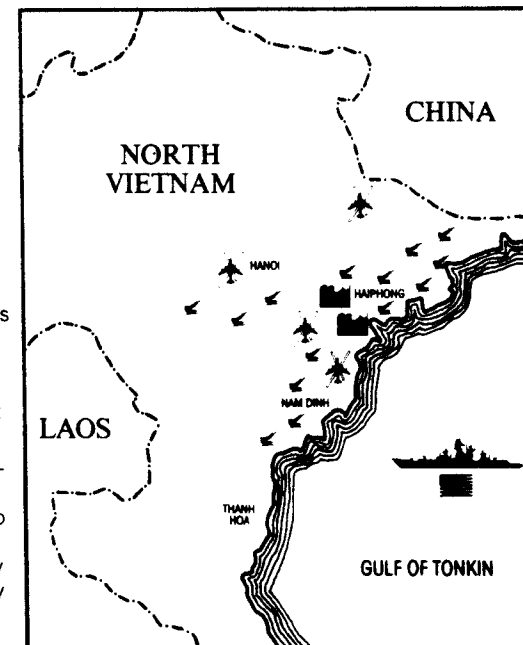 CHINA
NORTH
VIETNAM
HANOI
HAIPHONG
NAM DINH
LAOS
THANH
HOA
GULF OF TONKIN